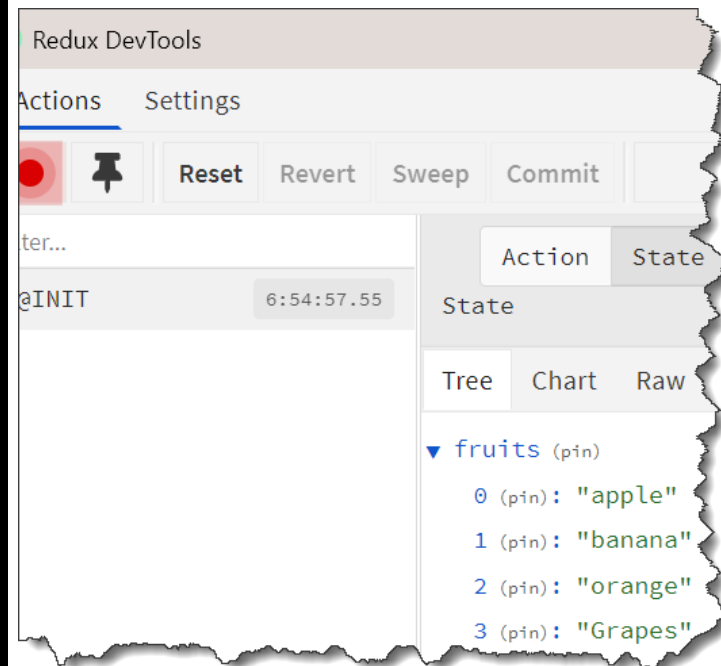 Redux DevTools
Actions Settings
Reset Revert Sweep Commit
ter...
@INIT 6:54:57.55
Action State
State
Tree Chart Raw
fruits (pin)
0 (pin): "apple"
1 (pin): "banana"
2 (pin): "orange"
3 (pin): "Grapes"